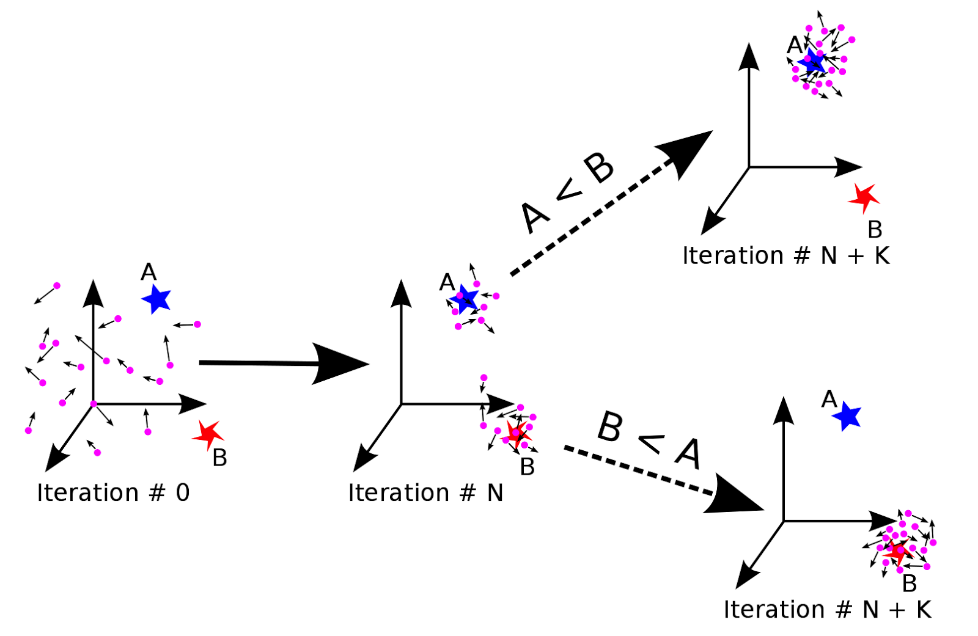 A
B
Iteration # 0
A
B
Iteration # N
A < B
B < A
A
B
Iteration # N + K
A
B
Iteration # N + K